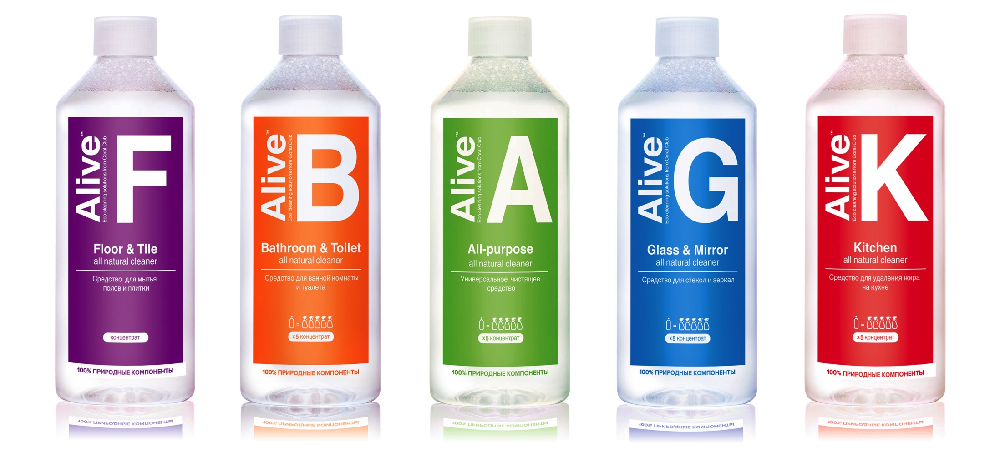 Alive™
Eco cleaning solutions from Coral Club
F
Floor & Tile
all natural cleaner
Средство для мытья
полов и плитки
концентрат
100% ПРИРОДНЫЕ КОМПОНЕНТЫ
Alive™
Eco cleaning solutions from Coral Club
B
Bathroom & Toilet
all natural cleaner
Средство для ванной комнаты
и туалета
=
x5 концентрат
100% ПРИРОДНЫЕ КОМПОНЕНТЫ
Alive™
Eco cleaning solutions from Coral Club
A
All-purpose
all natural cleaner
Универсальное чистящее
средство
=
x5 концентрат
100% ПРИРОДНЫЕ КОМПОНЕНТЫ
Alive™
Eco cleaning solutions from Coral Club
G
Glass & Mirror
all natural cleaner
Средство для стекол и зеркал
=
x5 концентрат
100% ПРИРОДНЫЕ КОМПОНЕНТЫ
Alive™
Eco cleaning solutions from Coral Club
K
Kitchen
all natural cleaner
Средство для удаления жира
на кухне
=
x5 концентрат
100% ПРИРОДНЫЕ КОМПОНЕНТЫ